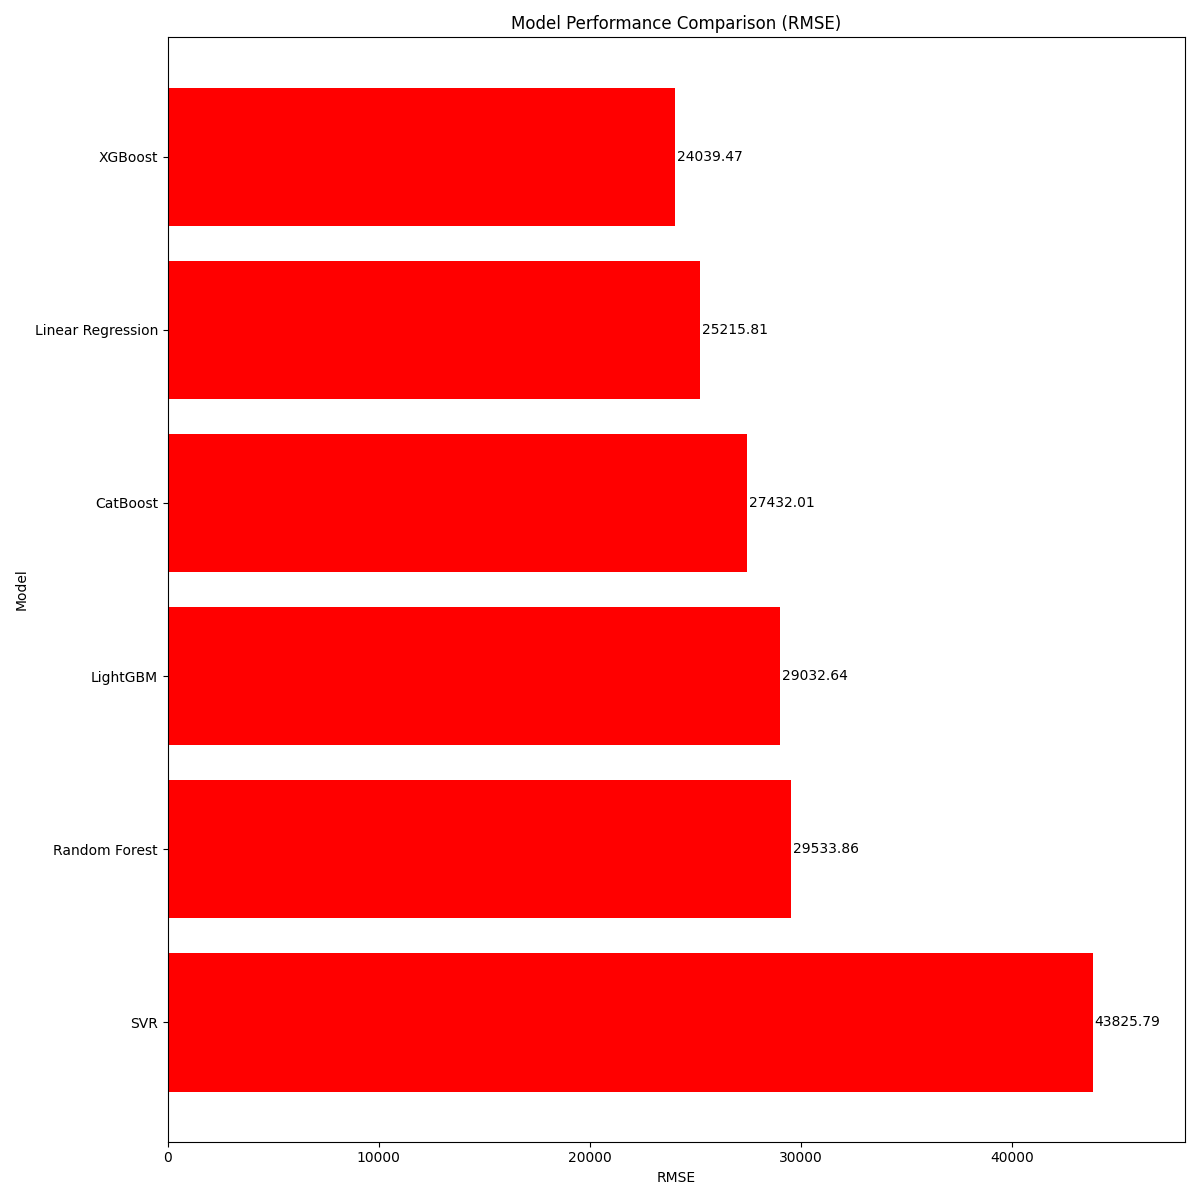 Model Performance Comparison (RMSE)
XGBoost
24039.47
Linear Regression
25215.81
CatBoost
27432.01
Model
LightGBM
29032.64
Random Forest
29533.86
SVR
43825.79
0 10000 20000 30000 40000
RMSE